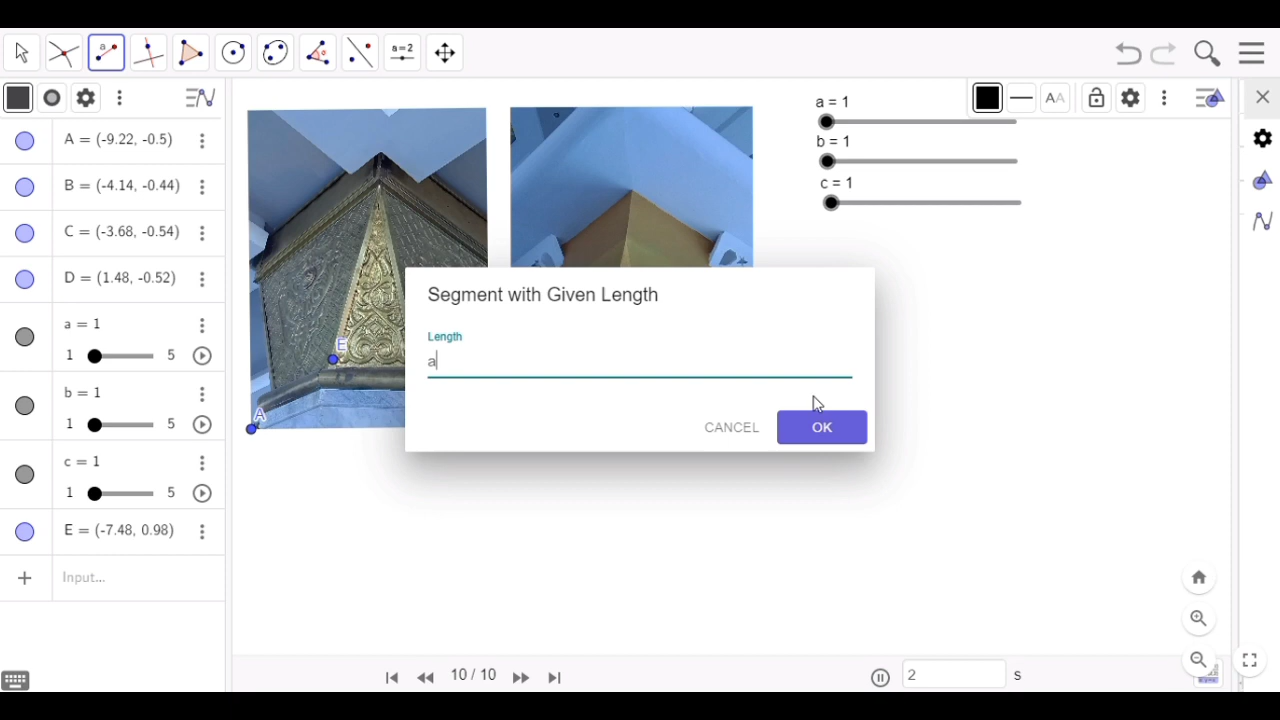 a
a=2
A = (-9.22, -0.5)
B = (-4.14, -0.44)
C = (-3.68, -0.54)
D = (1.48, -0.52)
a = 1
1 5
b = 1
1 5
c = 1
1 5
E = (-7.48, 0.98)
+ Input...
AA
a = 1
b = 1
c = 1
E
A
Segment with Given Length
Length
a
CANCEL OK
10 / 10
2 s